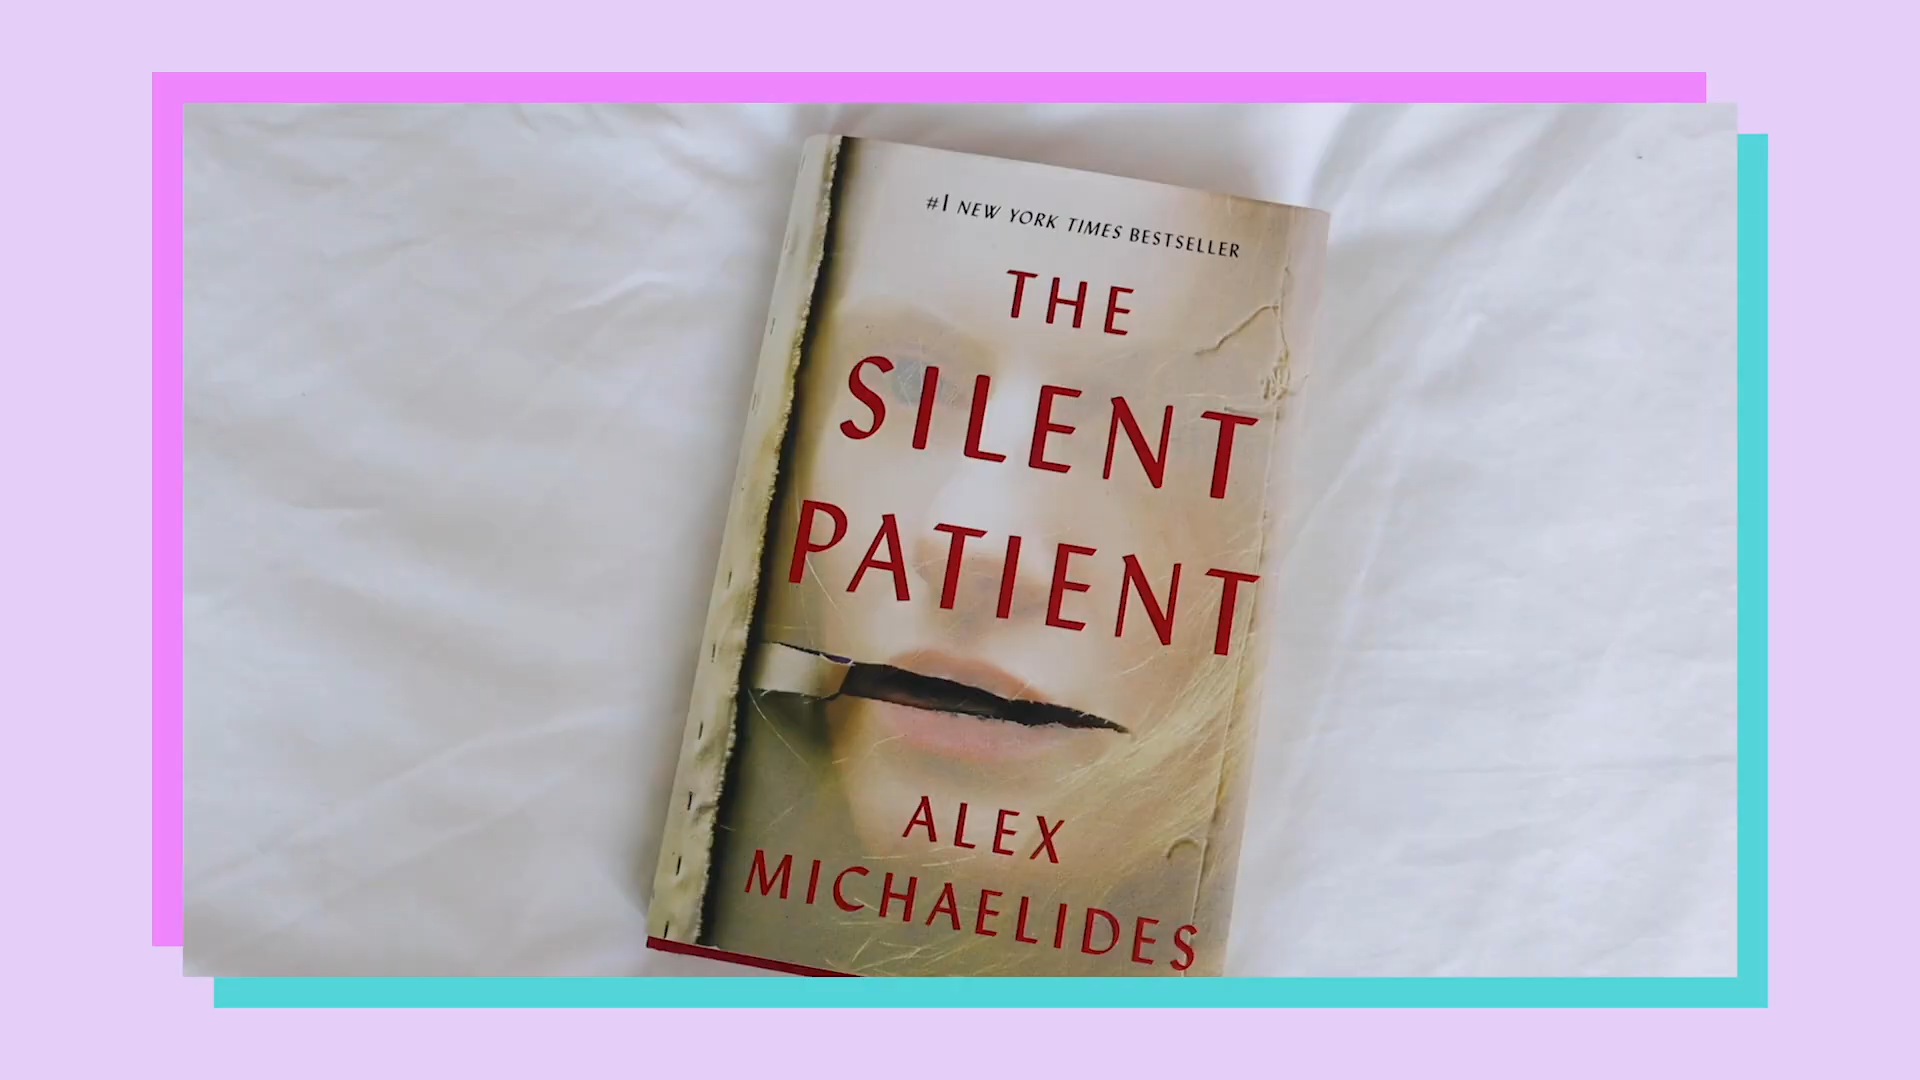 #1 NEW YORK TIMES BESTSELLER
THE
SILENT
PATIENT
ALEX
MICHAELIDES